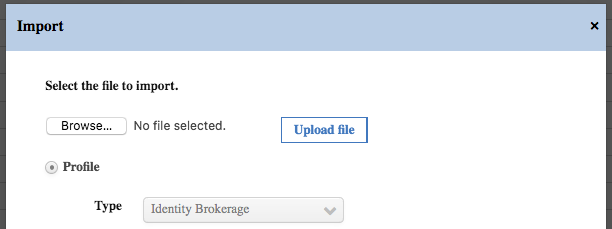 Import ×
Select the file to import.
Browse... No file selected. Upload file
Profile
Type Identity Brokerage